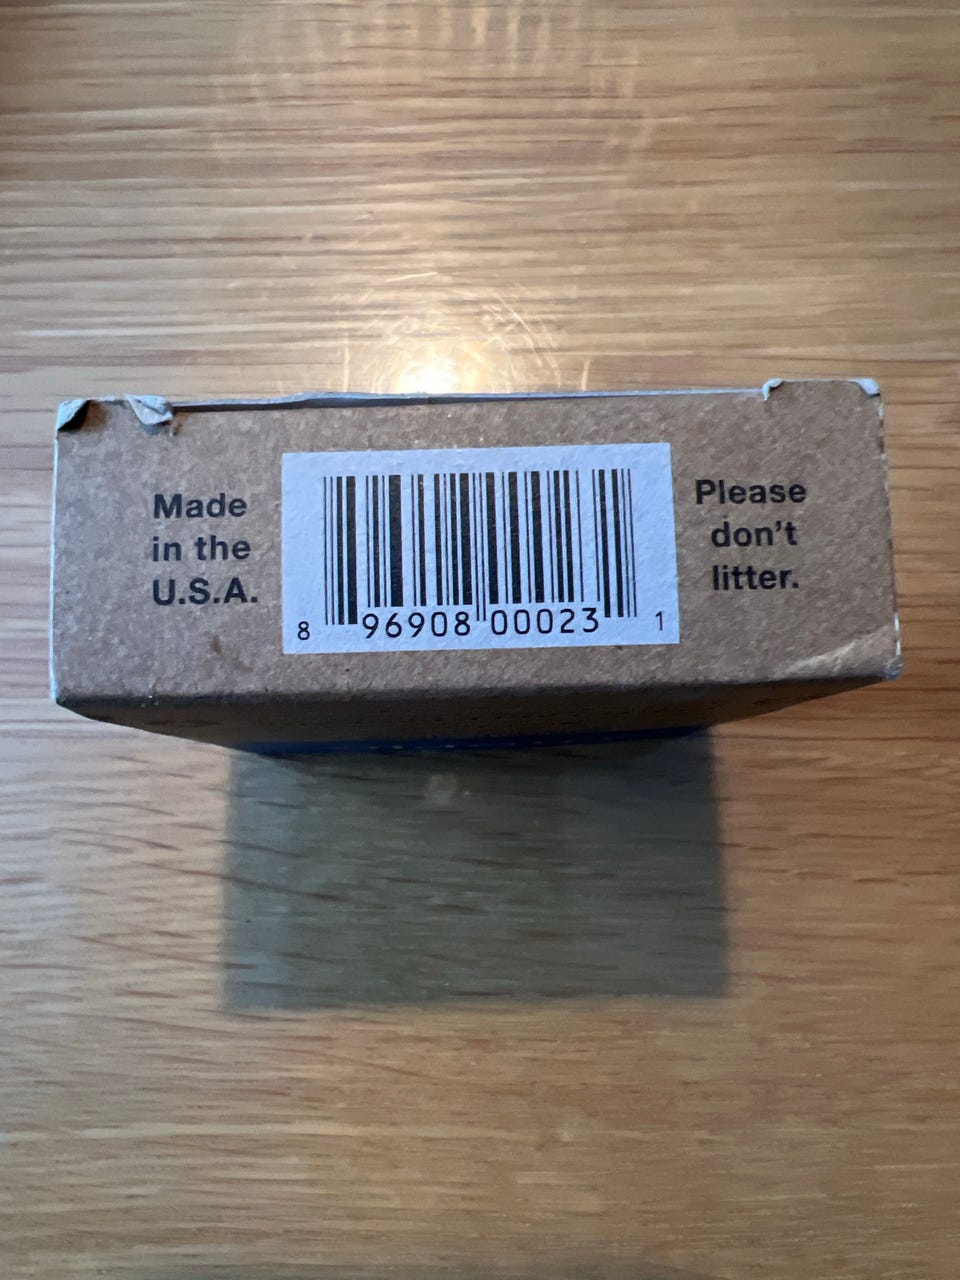 Made
in the
U.S.A.
8 96908 00023 1
Please
don't
litter.